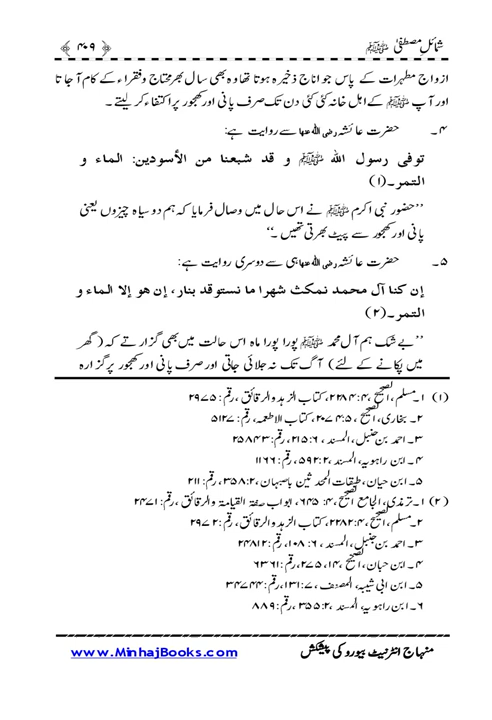 شمائلِ مصطفیٰ ﷺ ﴿۴۰۹﴾
ازواج مطہرات کے پاس جو اناج ذخیرہ ہوتا تھا وہ بھی سال بھر محتاج و فقراء کے کام آجاتا
اور آپ ﷺ کے اہل خانہ کئی کئی دن تک صرف پانی اور کھجور پر اکتفاء کر لیتے۔
۴۔ حضرت عائشہ رضی اللہ عنہا سے روایت ہے:
توفی رسول الله ﷺ و قد شبعنا من الأسودین: الماء و
التمر۔(۱)
’’حضور نبی اکرم ﷺ نے اس حال میں وصال فرمایا کہ ہم دو سیاہ چیزوں یعنی
پانی اور کھجور سے پیٹ بھرتی تھیں۔‘‘
۵۔ حضرت عائشہ رضی اللہ عنہا ہی سے دوسری روایت ہے:
إن کنا آل محمد نمکث شهرا ما نستوقد بنار، إن هو إلا الماء و
التمر۔(۲)
’’بے شک ہم آلِ محمد ﷺ پورا پورا ماہ اس حالت میں بھی گزارتے کہ (گھر
میں پکانے کے لئے) آگ تک نہ جلائی جاتی اور صرف پانی اور کھجور پر گزارہ
(۱) ۱۔ مسلم، الصحیح، ۴: ۲۲۸۴، کتاب الزہد والرقائق، رقم: ۲۹۷۵
۲۔ بخاری، الصحیح، ۵: ۲۰۷۴، کتاب الاطعمہ، رقم: ۵۱۲۷
۳۔ احمد بن حنبل، المسند، ۶: ۲۱۵، رقم: ۲۵۸۴۳
۴۔ ابن راہویہ، المسند، ۲: ۵۹۲، رقم: ۱۱۶۶
۵۔ ابن حیان، طبقات المحدثین باصبہان، ۲: ۳۵۸، رقم: ۲۱۱
(۲) ۱۔ ترمذی، الجامع الصحیح، ۴: ۶۴۵، ابواب صفۃ القیامۃ والرقائق، رقم: ۲۴۷۱
۲۔ مسلم، الصحیح، ۴: ۲۲۸۲، کتاب الزہد والرقائق، رقم: ۲۹۷۲
۳۔ احمد بن حنبل، المسند، ۶: ۱۰۸، رقم: ۲۴۸۱۲
۴۔ ابن حبان، الصحیح، ۱۴: ۲۷۵، رقم: ۶۳۶۱
۵۔ ابن ابی شیبہ، المصنف، ۷: ۱۳۱، رقم: ۳۴۷۴۴
۶۔ ابن راہویہ، المسند، ۲: ۳۵۵، رقم: ۸۸۹
منہاج انٹرنیٹ بیورو کی پیشکش www.MinhajBooks.com